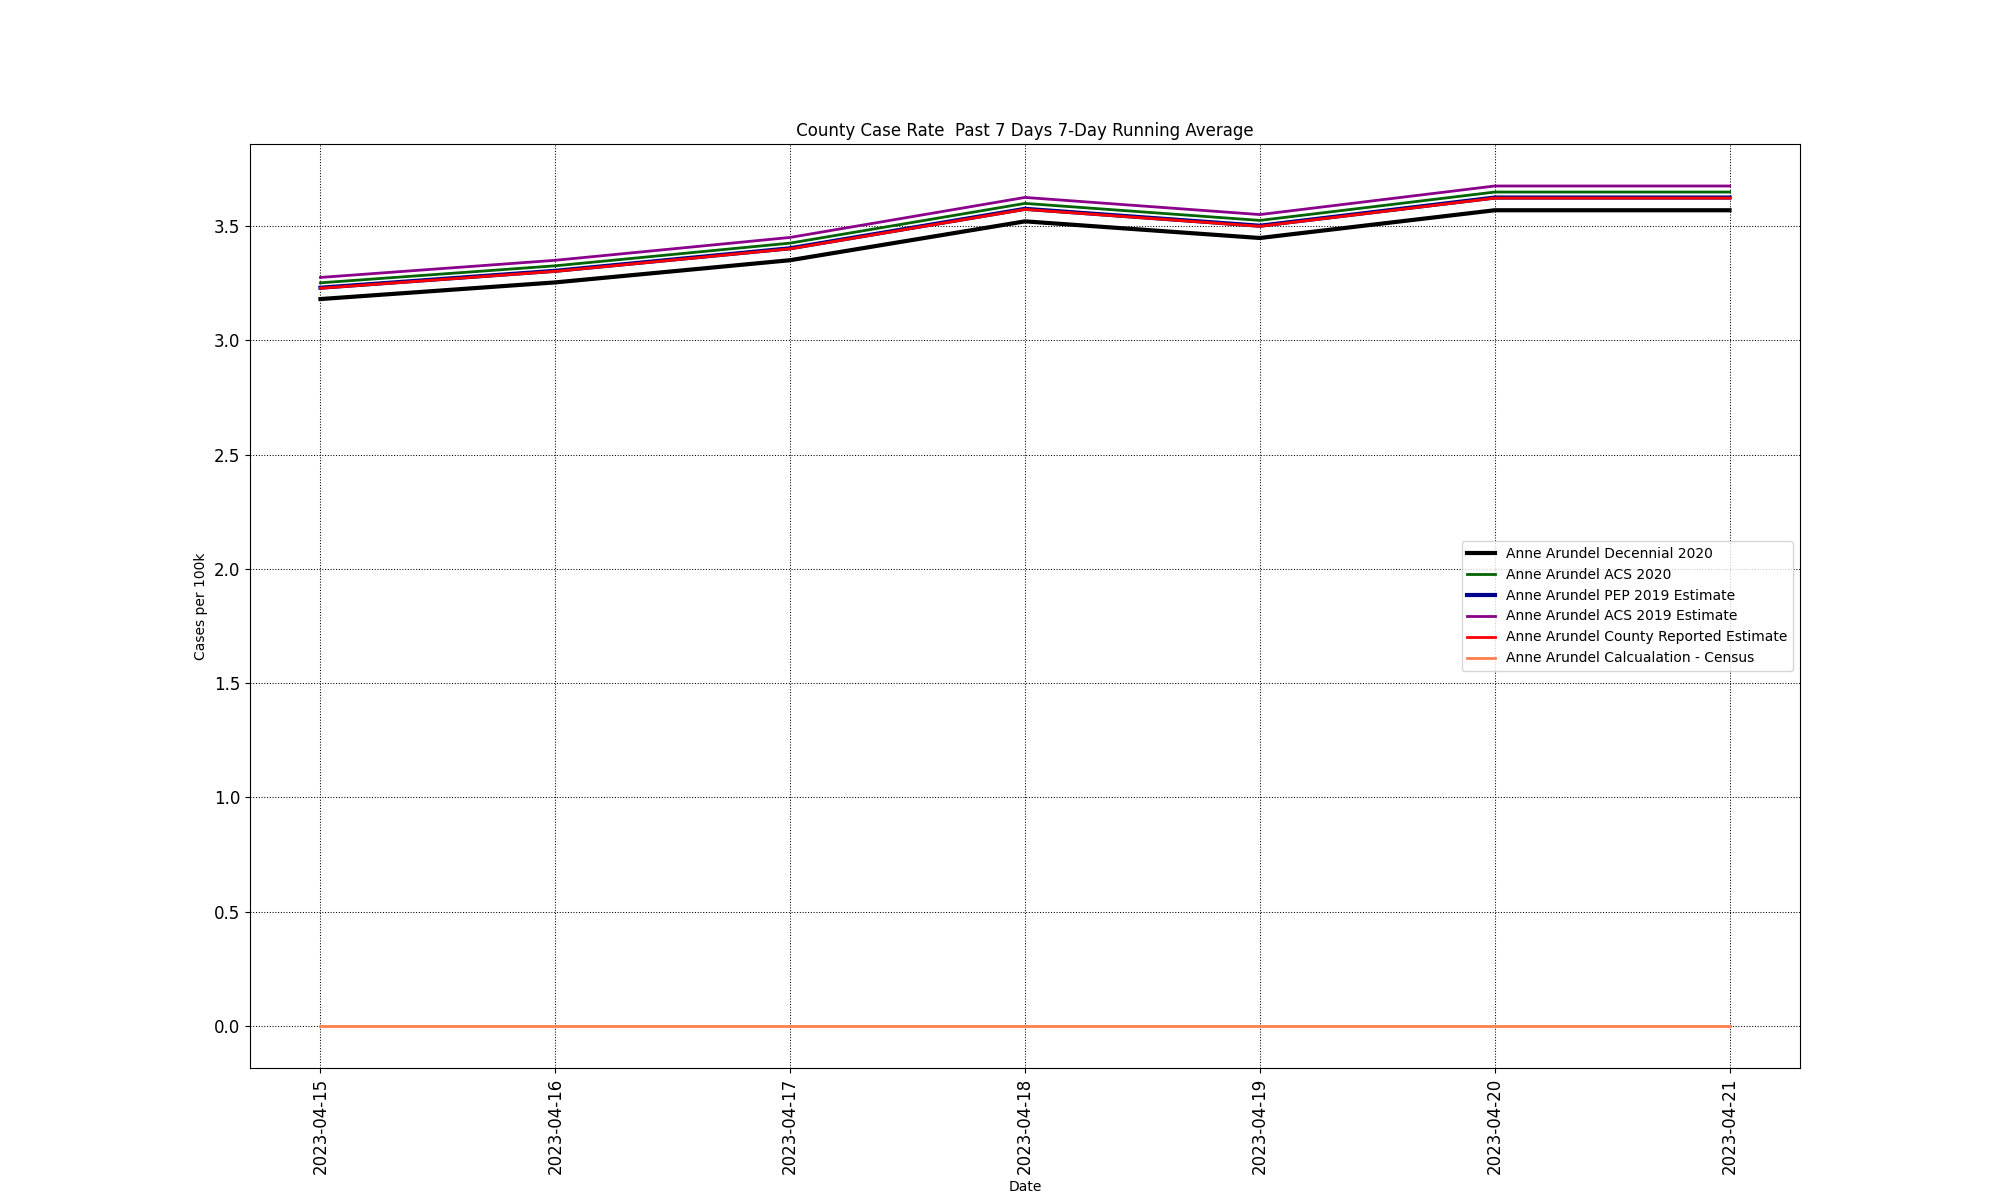 County Case Rate  Past 7 Days 7-Day Running Average
Cases per 100k
3.5
3.0
2.5
2.0
1.5
1.0
0.5
0.0
Anne Arundel Decennial 2020
Anne Arundel ACS 2020
Anne Arundel PEP 2019 Estimate
Anne Arundel ACS 2019 Estimate
Anne Arundel County Reported Estimate
Anne Arundel Calcualation - Census
2023-04-15
2023-04-16
2023-04-17
2023-04-18
2023-04-19
2023-04-20
2023-04-21
Date